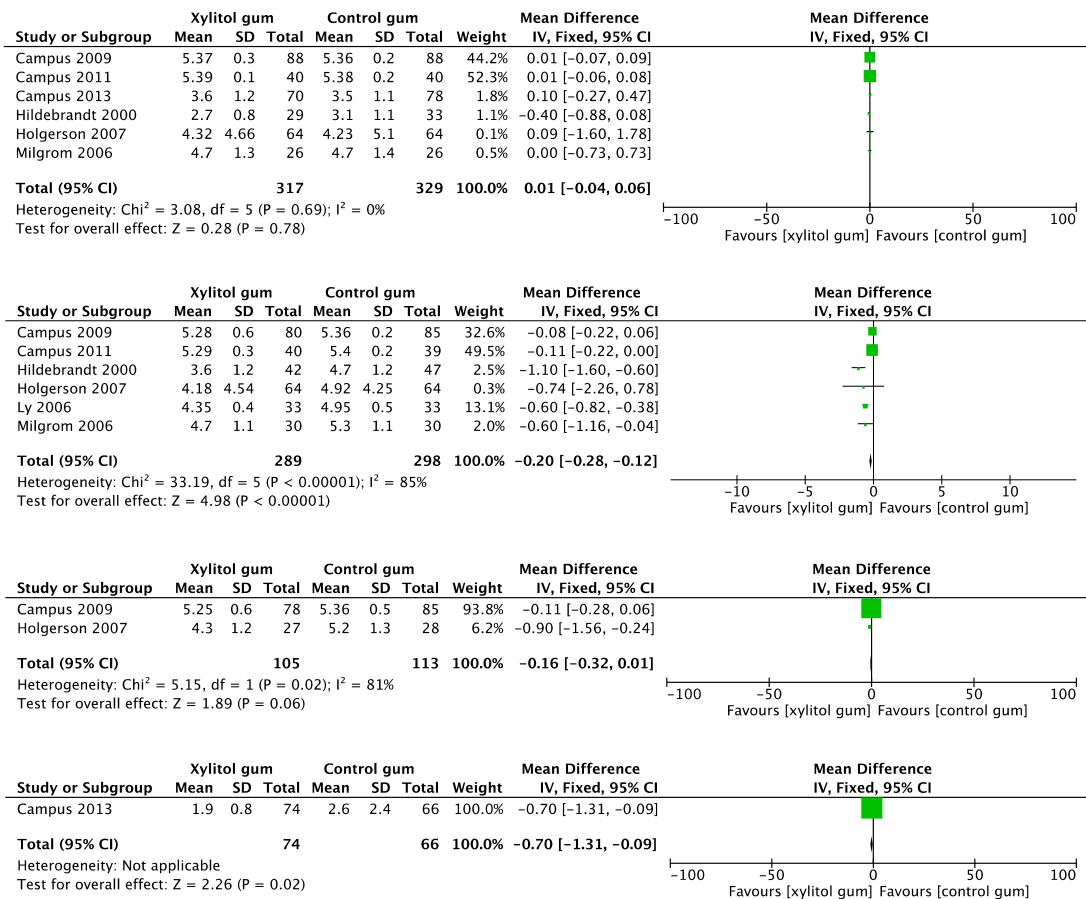 Xylitol gum Control gum Mean Difference Mean Difference
Study or Subgroup Mean SD Total Mean SD Total Weight IV, Fixed, 95% CI IV, Fixed, 95% CI
Campus 2009 5.37 0.3 88 5.36 0.2 88 44.2% 0.01 [−0.07, 0.09]
Campus 2011 5.39 0.1 40 5.38 0.2 40 52.3% 0.01 [−0.06, 0.08]
Campus 2013 3.6 1.2 70 3.5 1.1 78 1.8% 0.10 [−0.27, 0.47]
Hildebrandt 2000 2.7 0.8 29 3.1 1.1 33 1.1% −0.40 [−0.88, 0.08]
Holgerson 2007 4.32 4.66 64 4.23 5.1 64 0.1% 0.09 [−1.60, 1.78]
Milgrom 2006 4.7 1.3 26 4.7 1.4 26 0.5% 0.00 [−0.73, 0.73]
Total (95% CI) 317 329 100.0% 0.01 [−0.04, 0.06]
Heterogeneity: Chi² = 3.08, df = 5 (P = 0.69); I² = 0%
Test for overall effect: Z = 0.28 (P = 0.78)
−100 −50 0 50 100
Favours [xylitol gum] Favours [control gum]
Xylitol gum Control gum Mean Difference Mean Difference
Study or Subgroup Mean SD Total Mean SD Total Weight IV, Fixed, 95% CI IV, Fixed, 95% CI
Campus 2009 5.28 0.6 80 5.36 0.2 85 32.6% −0.08 [−0.22, 0.06]
Campus 2011 5.29 0.3 40 5.4 0.2 39 49.5% −0.11 [−0.22, 0.00]
Hildebrandt 2000 3.6 1.2 42 4.7 1.2 47 2.5% −1.10 [−1.60, −0.60]
Holgerson 2007 4.18 4.54 64 4.92 4.25 64 0.3% −0.74 [−2.26, 0.78]
Ly 2006 4.35 0.4 33 4.95 0.5 33 13.1% −0.60 [−0.82, −0.38]
Milgrom 2006 4.7 1.1 30 5.3 1.1 30 2.0% −0.60 [−1.16, −0.04]
Total (95% CI) 289 298 100.0% −0.20 [−0.28, −0.12]
Heterogeneity: Chi² = 33.19, df = 5 (P < 0.00001); I² = 85%
Test for overall effect: Z = 4.98 (P < 0.00001)
−10 −5 0 5 10
Favours [xylitol gum] Favours [control gum]
Xylitol gum Control gum Mean Difference Mean Difference
Study or Subgroup Mean SD Total Mean SD Total Weight IV, Fixed, 95% CI IV, Fixed, 95% CI
Campus 2009 5.25 0.6 78 5.36 0.5 85 93.8% −0.11 [−0.28, 0.06]
Holgerson 2007 4.3 1.2 27 5.2 1.3 28 6.2% −0.90 [−1.56, −0.24]
Total (95% CI) 105 113 100.0% −0.16 [−0.32, 0.01]
Heterogeneity: Chi² = 5.15, df = 1 (P = 0.02); I² = 81%
Test for overall effect: Z = 1.89 (P = 0.06)
−100 −50 0 50 100
Favours [xylitol gum] Favours [control gum]
Xylitol gum Control gum Mean Difference Mean Difference
Study or Subgroup Mean SD Total Mean SD Total Weight IV, Fixed, 95% CI IV, Fixed, 95% CI
Campus 2013 1.9 0.8 74 2.6 2.4 66 100.0% −0.70 [−1.31, −0.09]
Total (95% CI) 74 66 100.0% −0.70 [−1.31, −0.09]
Heterogeneity: Not applicable
Test for overall effect: Z = 2.26 (P = 0.02)
−100 −50 0 50 100
Favours [xylitol gum] Favours [control gum]